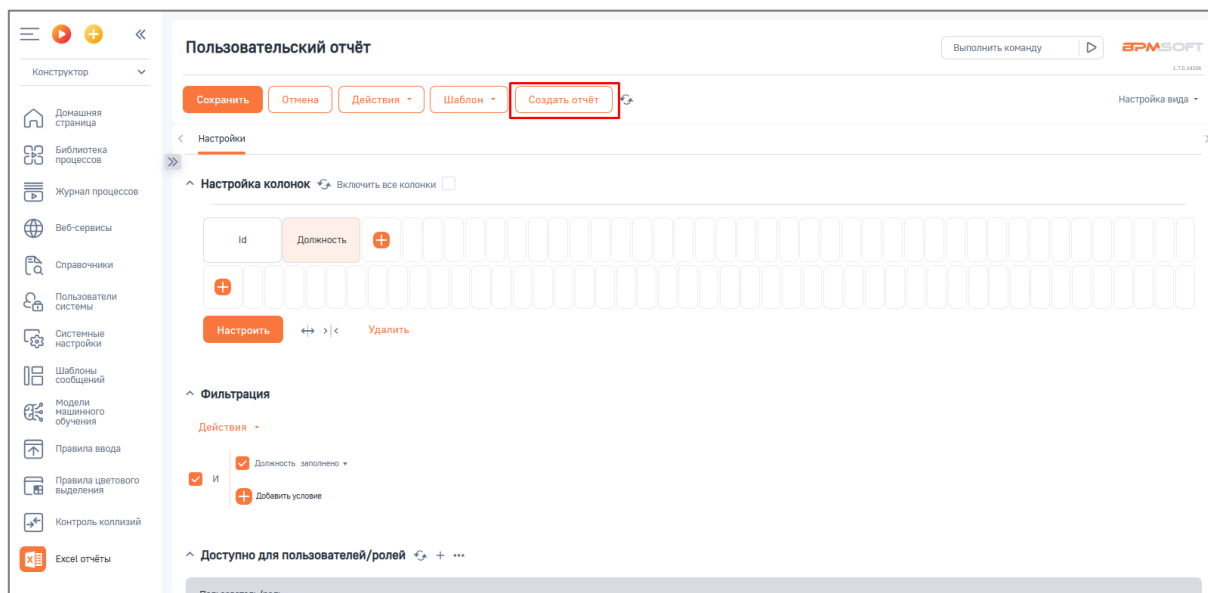 Пользовательский отчёт
Выполнить команду
BPMSOFT
Конструктор
Сохранить Отмена Действия Шаблон Создать отчёт Настройка вида
Домашняя
страница
Настройки
Библиотека
процессов
Настройка колонок Включить все колонки
Журнал процессов
Веб-сервисы
Id Должность
Справочники
Пользователи
системы
Системные
настройки
Настроить Удалить
Шаблоны
сообщений
Фильтрация
Модели
машинного
обучения
Действия
Правила ввода
Должность заполнено
И
Правила цветового
выделения
Добавить условие
Контроль коллизий
Excel отчёты
Доступно для пользователей/ролей